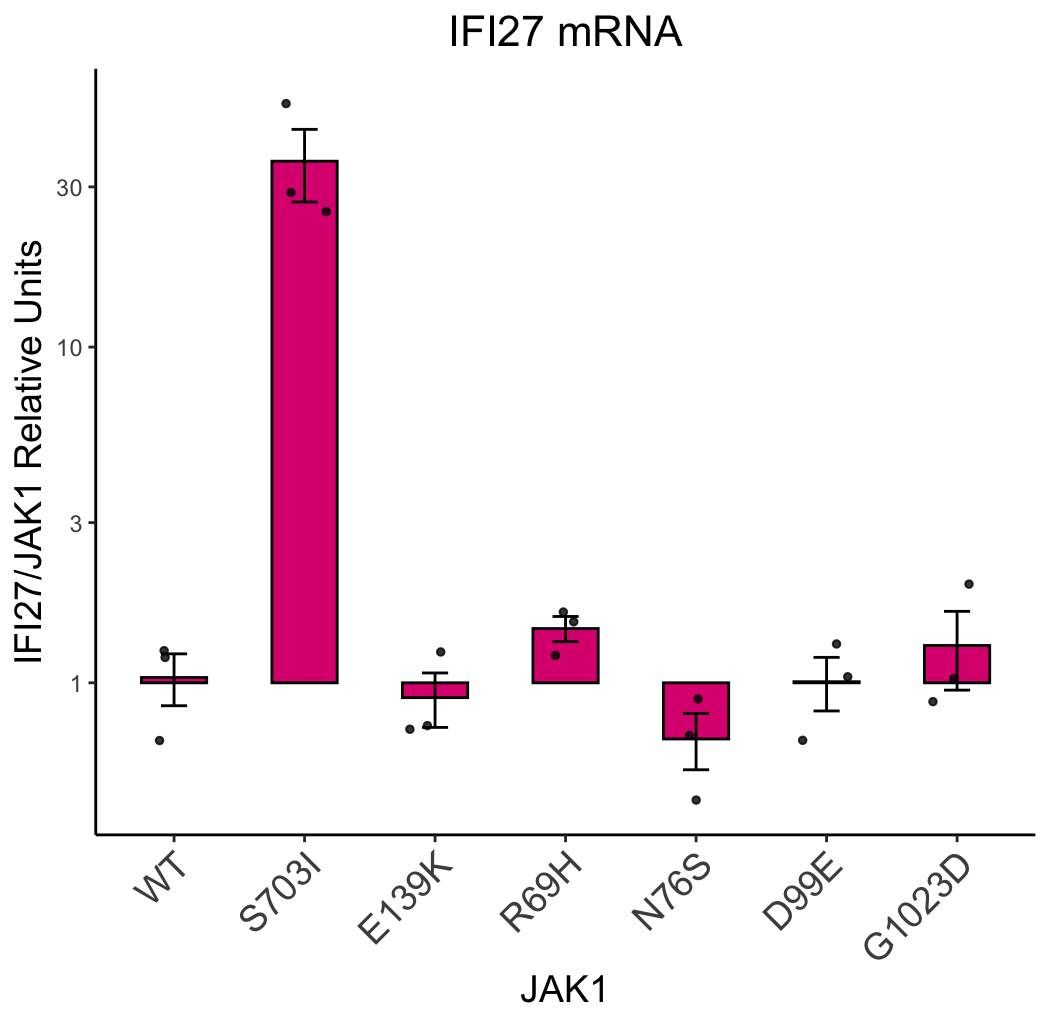 IFI27 mRNA
IFI27/JAK1 Relative Units
30
10
3
1
WT
S703I
E139K
R69H
N76S
D99E
G1023D
JAK1